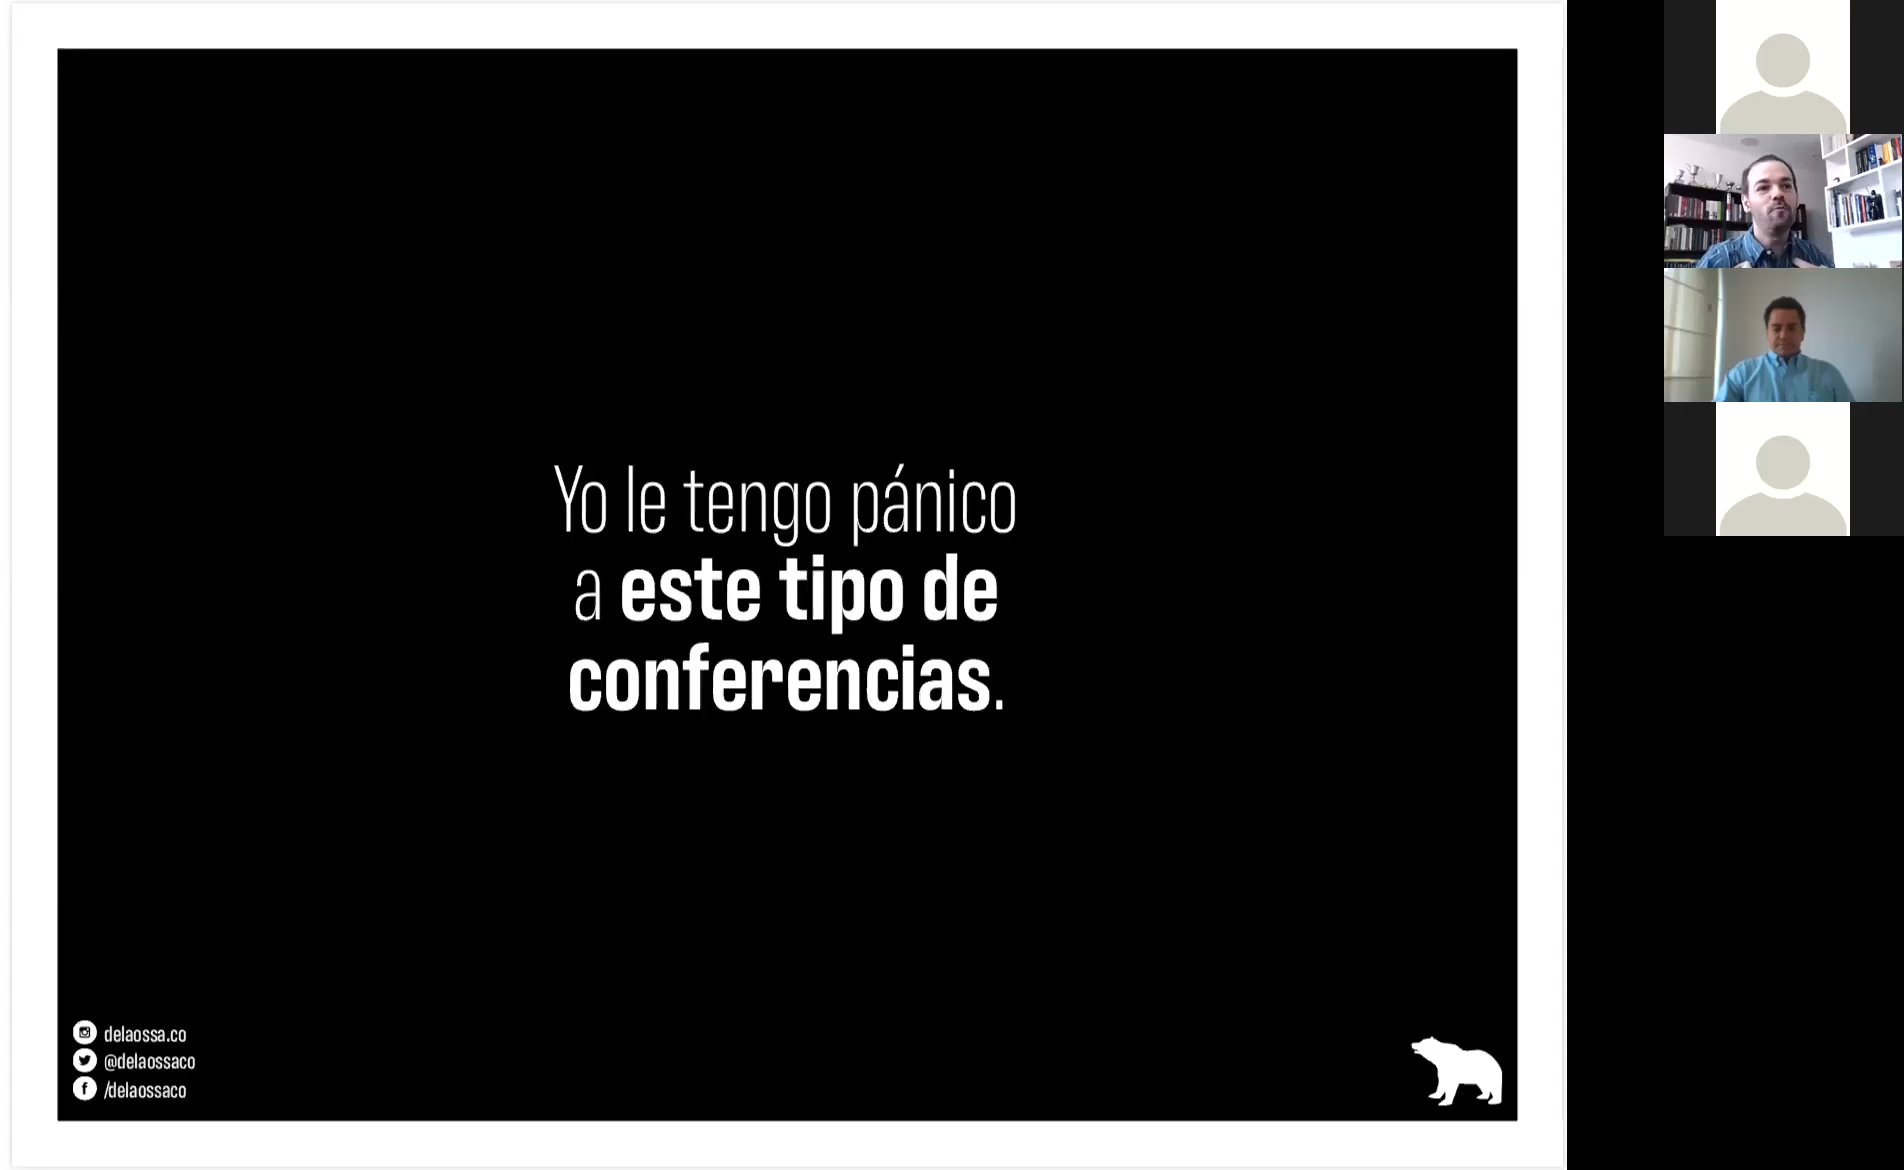 Yo le tengo pánico
a este tipo de
conferencias.
delaossa.co
@delaossaco
/delaossaco